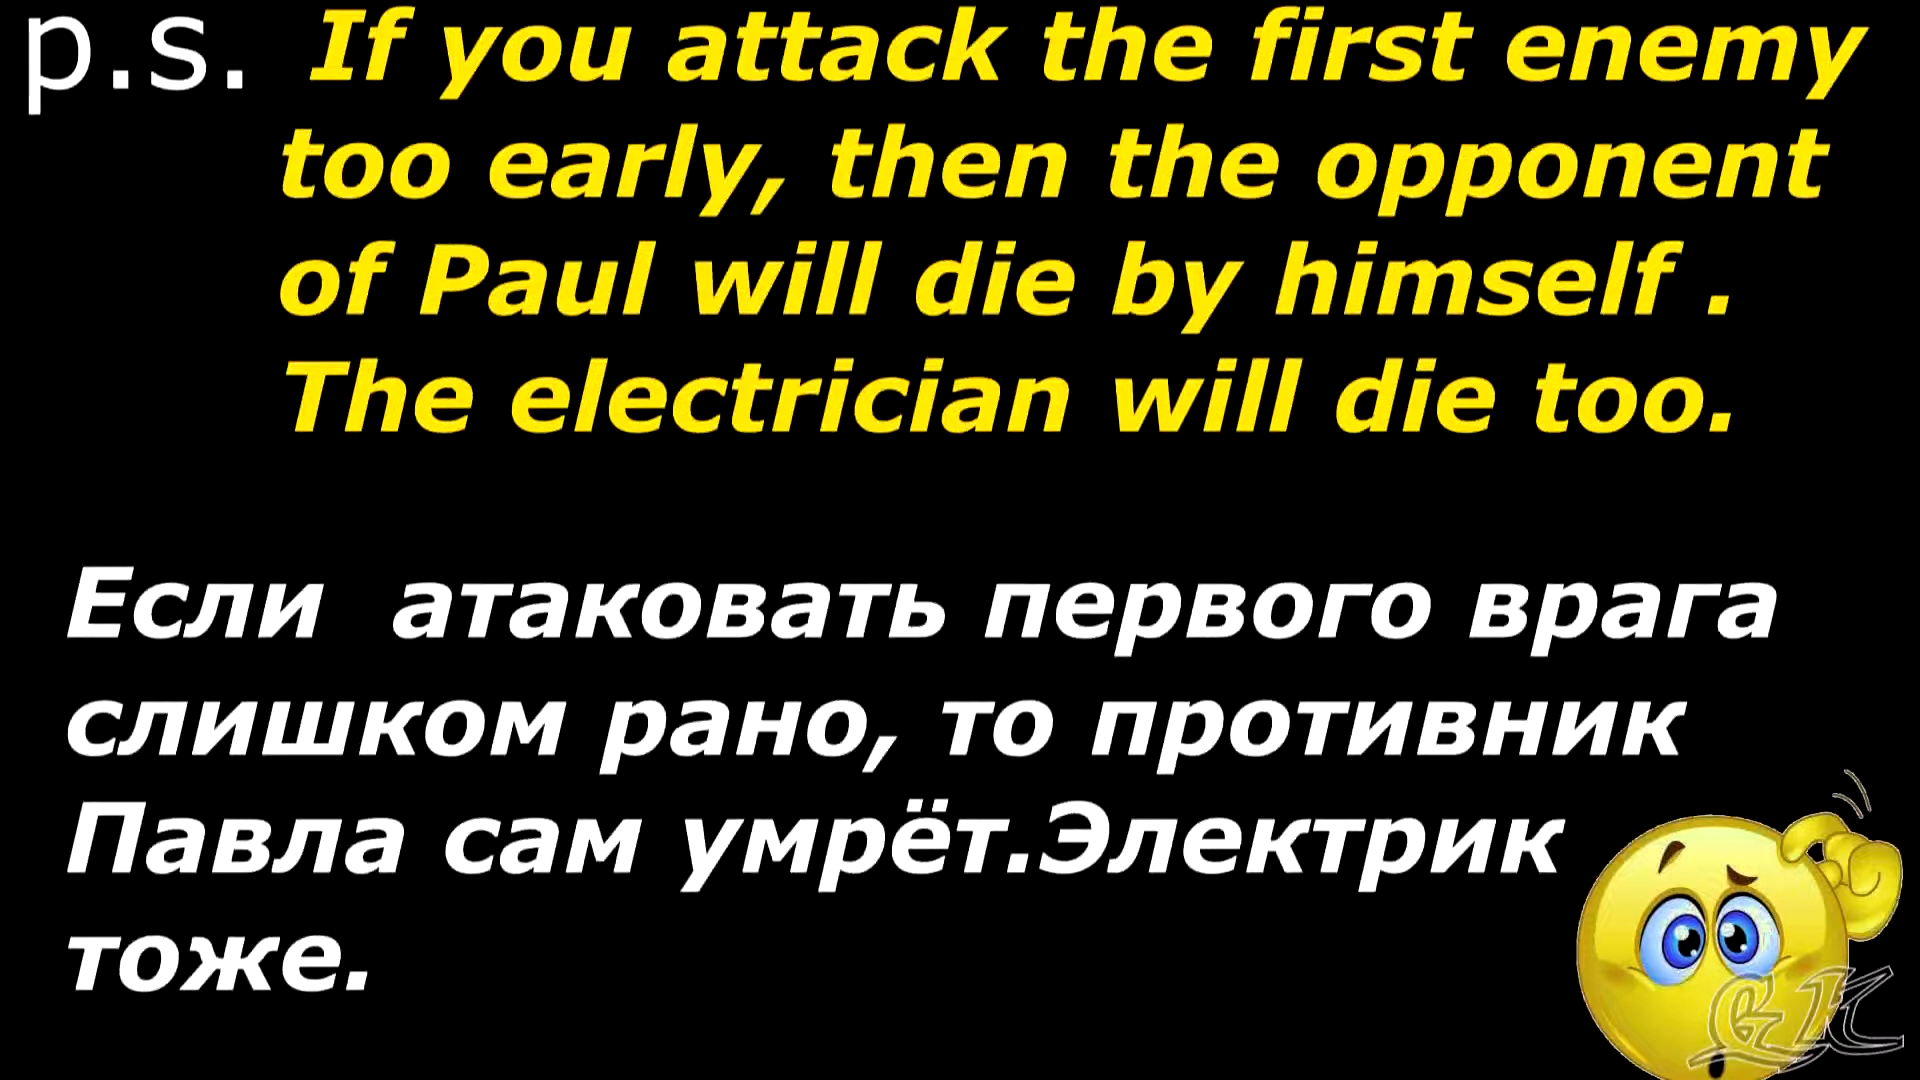 p.s. If you attack the first enemy
too early, then the opponent
of Paul will die by himself .
The electrician will die too.
Если атаковать первого врага
слишком рано, то противник
Павла сам умрёт.Электрик
тоже.